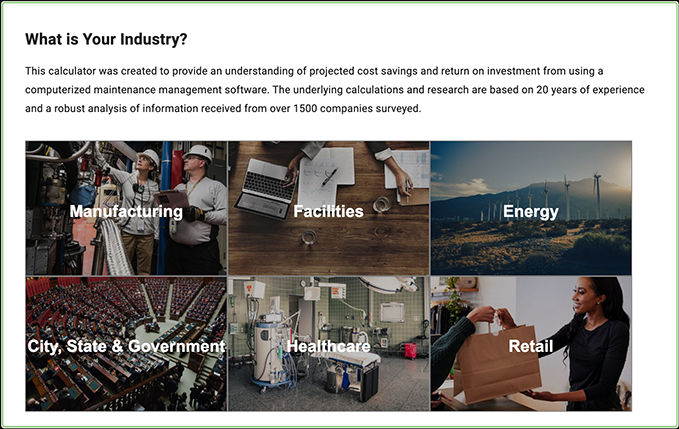 What is Your Industry?
This calculator was created to provide an understanding of projected cost savings and return on investment from using a
computerized maintenance management software. The underlying calculations and research are based on 20 years of experience
and a robust analysis of information received from over 1500 companies surveyed.
Manufacturing
Facilities
Energy
City, State & Government
Healthcare
Retail